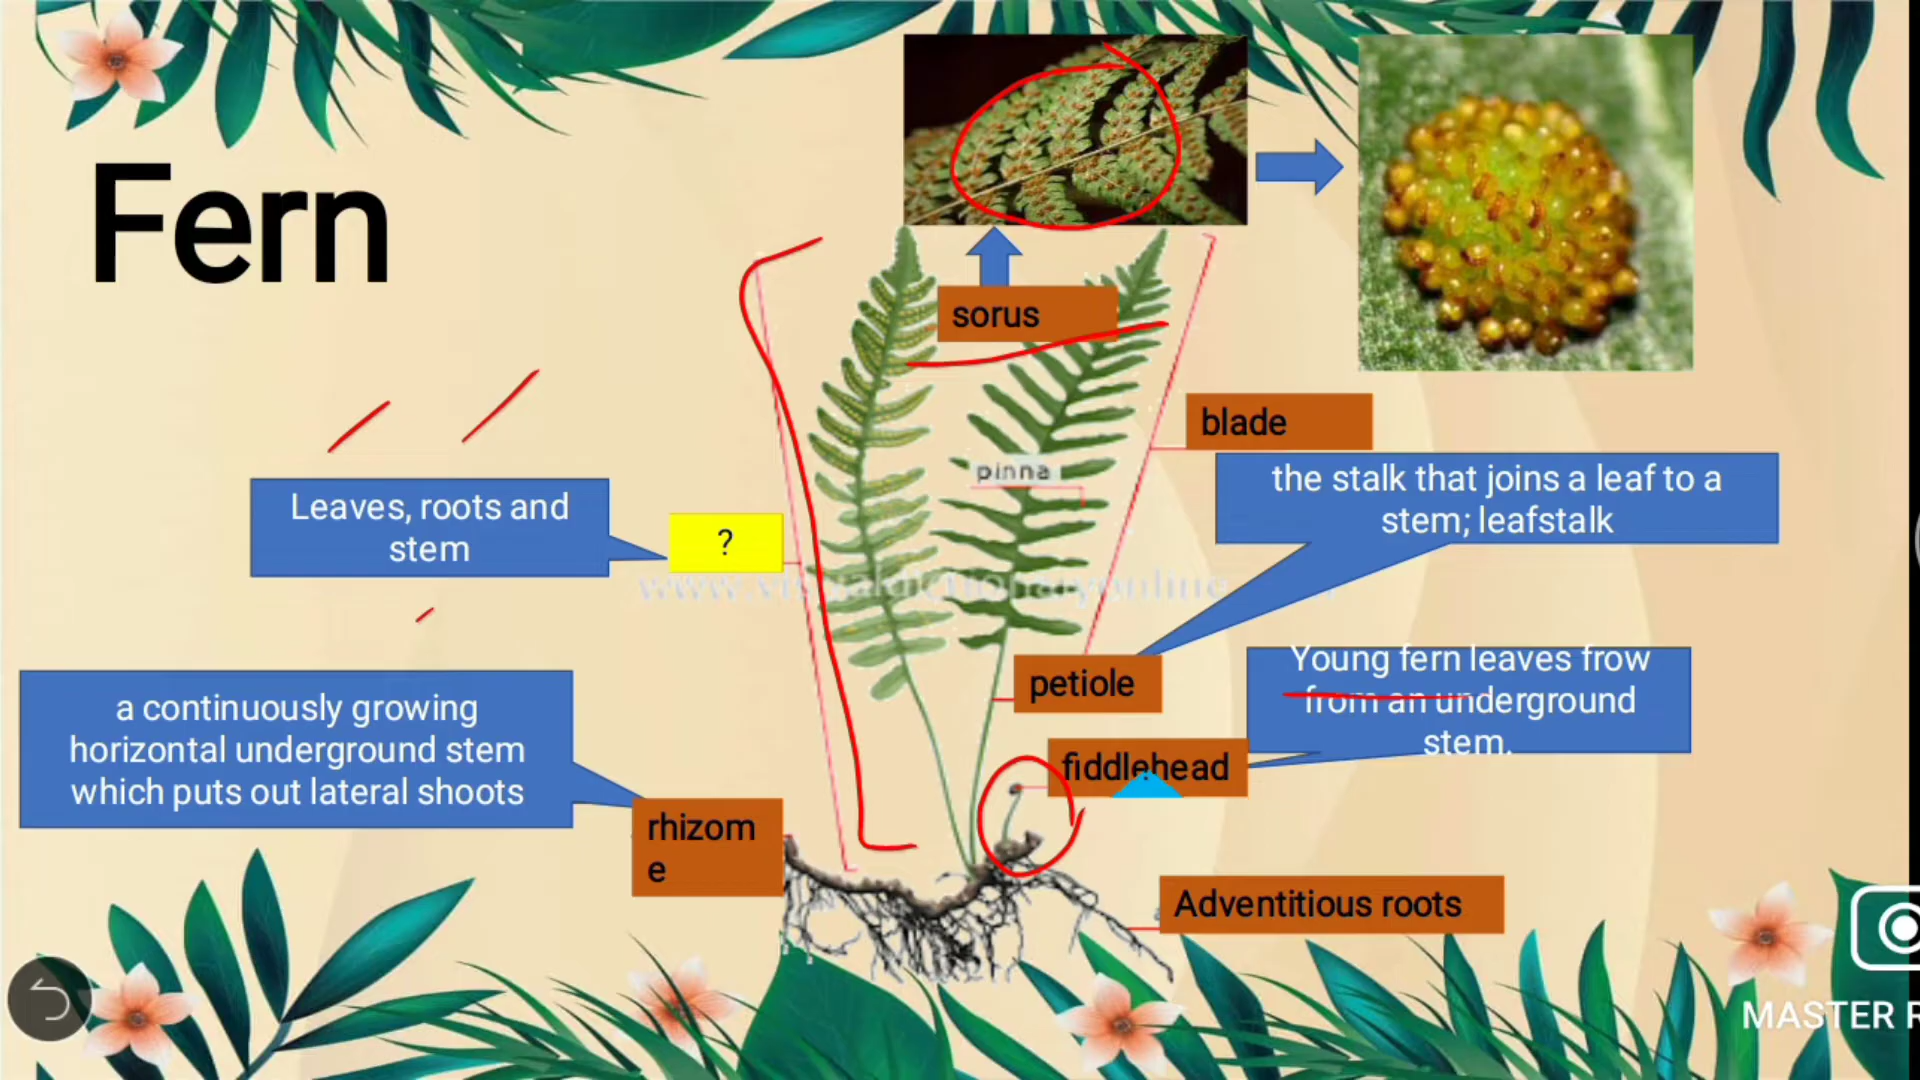 Fern
sorus
blade
pinna
the stalk that joins a leaf to a
stem; leafstalk
Leaves, roots and
stem
?
petiole
Young fern leaves frow
from an underground
stem.
fiddlehead
a continuously growing
horizontal underground stem
which puts out lateral shoots
rhizom
e
Adventitious roots
MASTER R